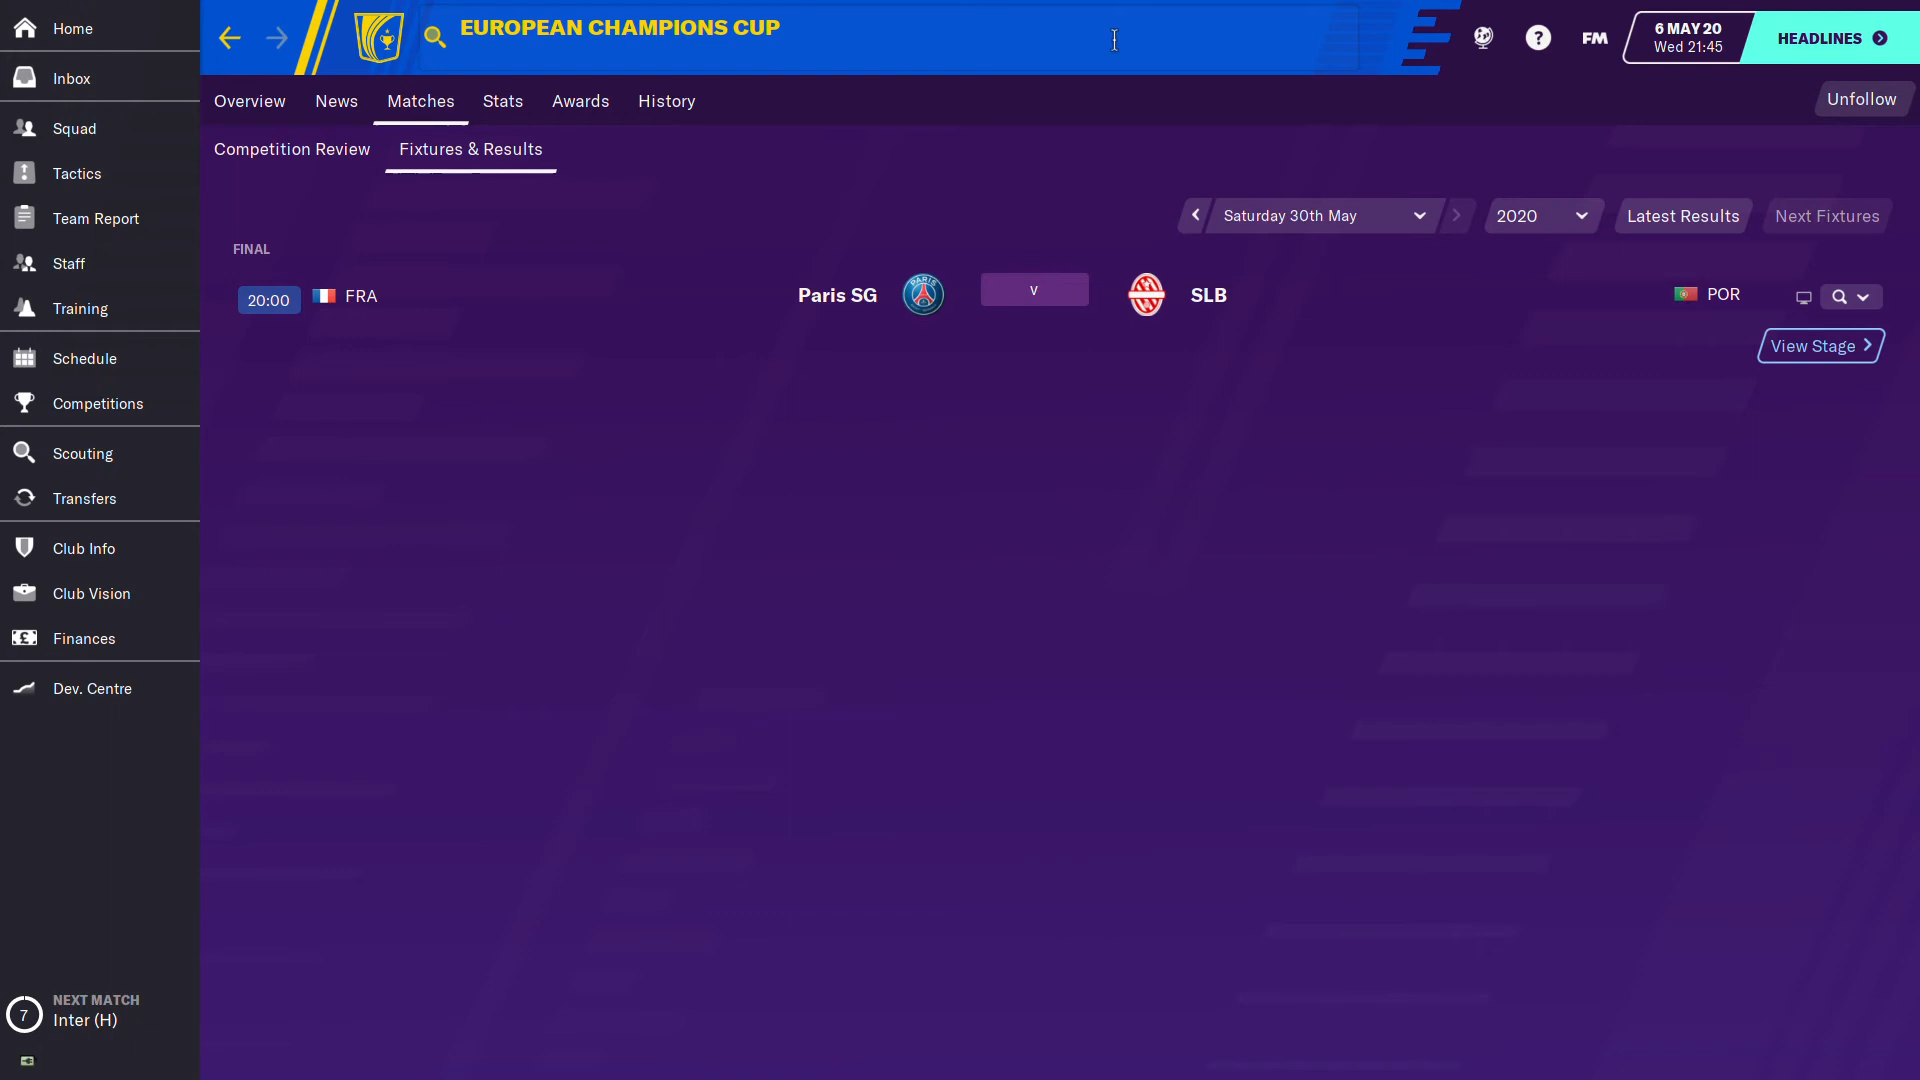 Home
Inbox
Squad
Tactics
Team Report
Staff
Training
Schedule
Competitions
Scouting
Transfers
Club Info
Club Vision
Finances
Dev. Centre
NEXT MATCH
7 Inter (H)
EUROPEAN CHAMPIONS CUP
? FM 6 MAY 20
Wed 21:45
HEADLINES
Overview News Matches Stats Awards History
Unfollow
Competition Review Fixtures & Results
Saturday 30th May 2020 Latest Results Next Fixtures
FINAL
20:00 FRA Paris SG PARIS v SLB POR
View Stage